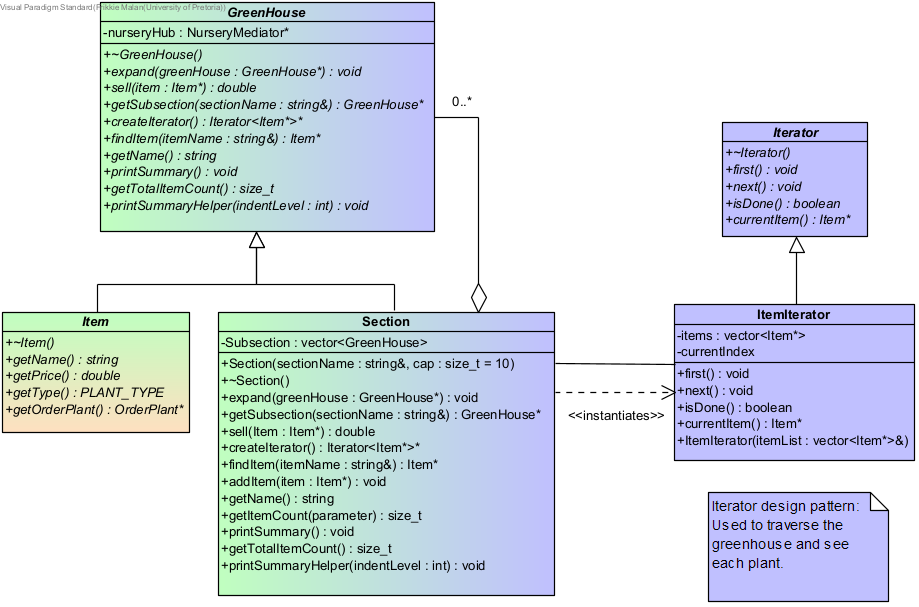 Visual Paradigm Standard(Rikkie Malan(University of Pretoria))
GreenHouse
-nurseryHub : NurseryMediator*
+~GreenHouse()
+expand(greenHouse : GreenHouse*) : void
+sell(item : Item*) : double
+getSubsection(sectionName : string&) : GreenHouse*
+createIterator() : Iterator<Item*>*
+findItem(itemName : string&) : Item*
+getName() : string
+printSummary() : void
+getTotalItemCount() : size_t
+printSummaryHelper(indentLevel : int) : void
0..*
Iterator
+~Iterator()
+first() : void
+next() : void
+isDone() : boolean
+currentItem() : Item*
Item
+~Item()
+getName() : string
+getPrice() : double
+getType() : PLANT_TYPE
+getOrderPlant() : OrderPlant*
Section
-Subsection : vector<GreenHouse>
+Section(sectionName : string&, cap : size_t = 10)
+~Section()
+expand(greenHouse : GreenHouse*) : void
+getSubsection(sectionName : string&) : GreenHouse*
+sell(Item : Item*) : double
+createIterator() : Iterator<Item*>*
+findItem(itemName : string&) : Item*
+addItem(item : Item*) : void
+getName() : string
+getItemCount(parameter) : size_t
+printSummary() : void
+getTotalItemCount() : size_t
+printSummaryHelper(indentLevel : int) : void
<<instantiates>>
ItemIterator
-items : vector<Item*>
-currentIndex
+first() : void
+next() : void
+isDone() : boolean
+currentItem() : Item*
+ItemIterator(itemList : vector<Item*>&)
Iterator design pattern:
Used to traverse the
greenhouse and see
each plant.